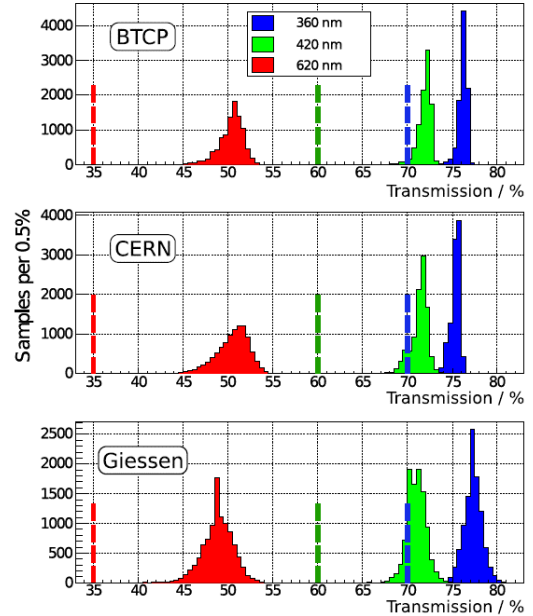 BTCP
360 nm
420 nm
620 nm
4000
3000
2000
1000
0
35 40 45 50 55 60 65 70 75 80
Transmission / %
Samples per 0.5%
CERN
4000
3000
2000
1000
0
35 40 45 50 55 60 65 70 75 80
Transmission / %
Giessen
2500
2000
1500
1000
500
0
35 40 45 50 55 60 65 70 75 80
Transmission / %